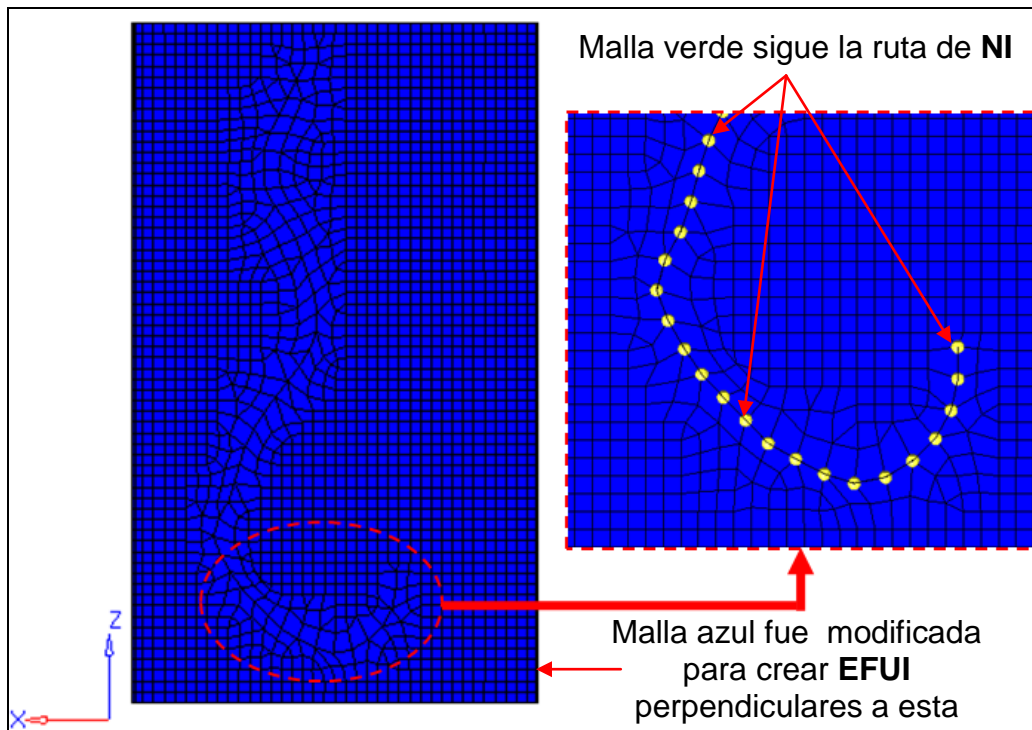 Malla verde sigue la ruta de NI
Malla azul fue modificada
para crear EFUI
perpendiculares a esta
Z
X